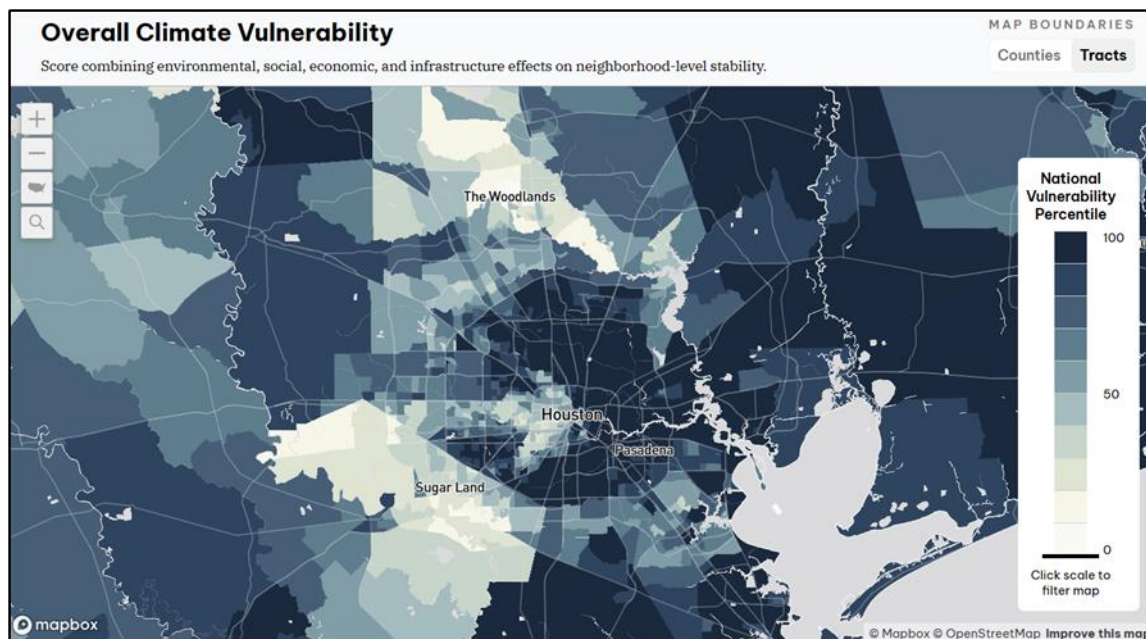 Overall Climate Vulnerability
Score combining environmental, social, economic, and infrastructure effects on neighborhood-level stability.
MAP BOUNDARIES
Counties Tracts
The Woodlands
Houston
Pasadena
Sugar Land
National
Vulnerability
Percentile
100
50
0
Click scale to
filter map
mapbox
© Mapbox © OpenStreetMap Improve this map